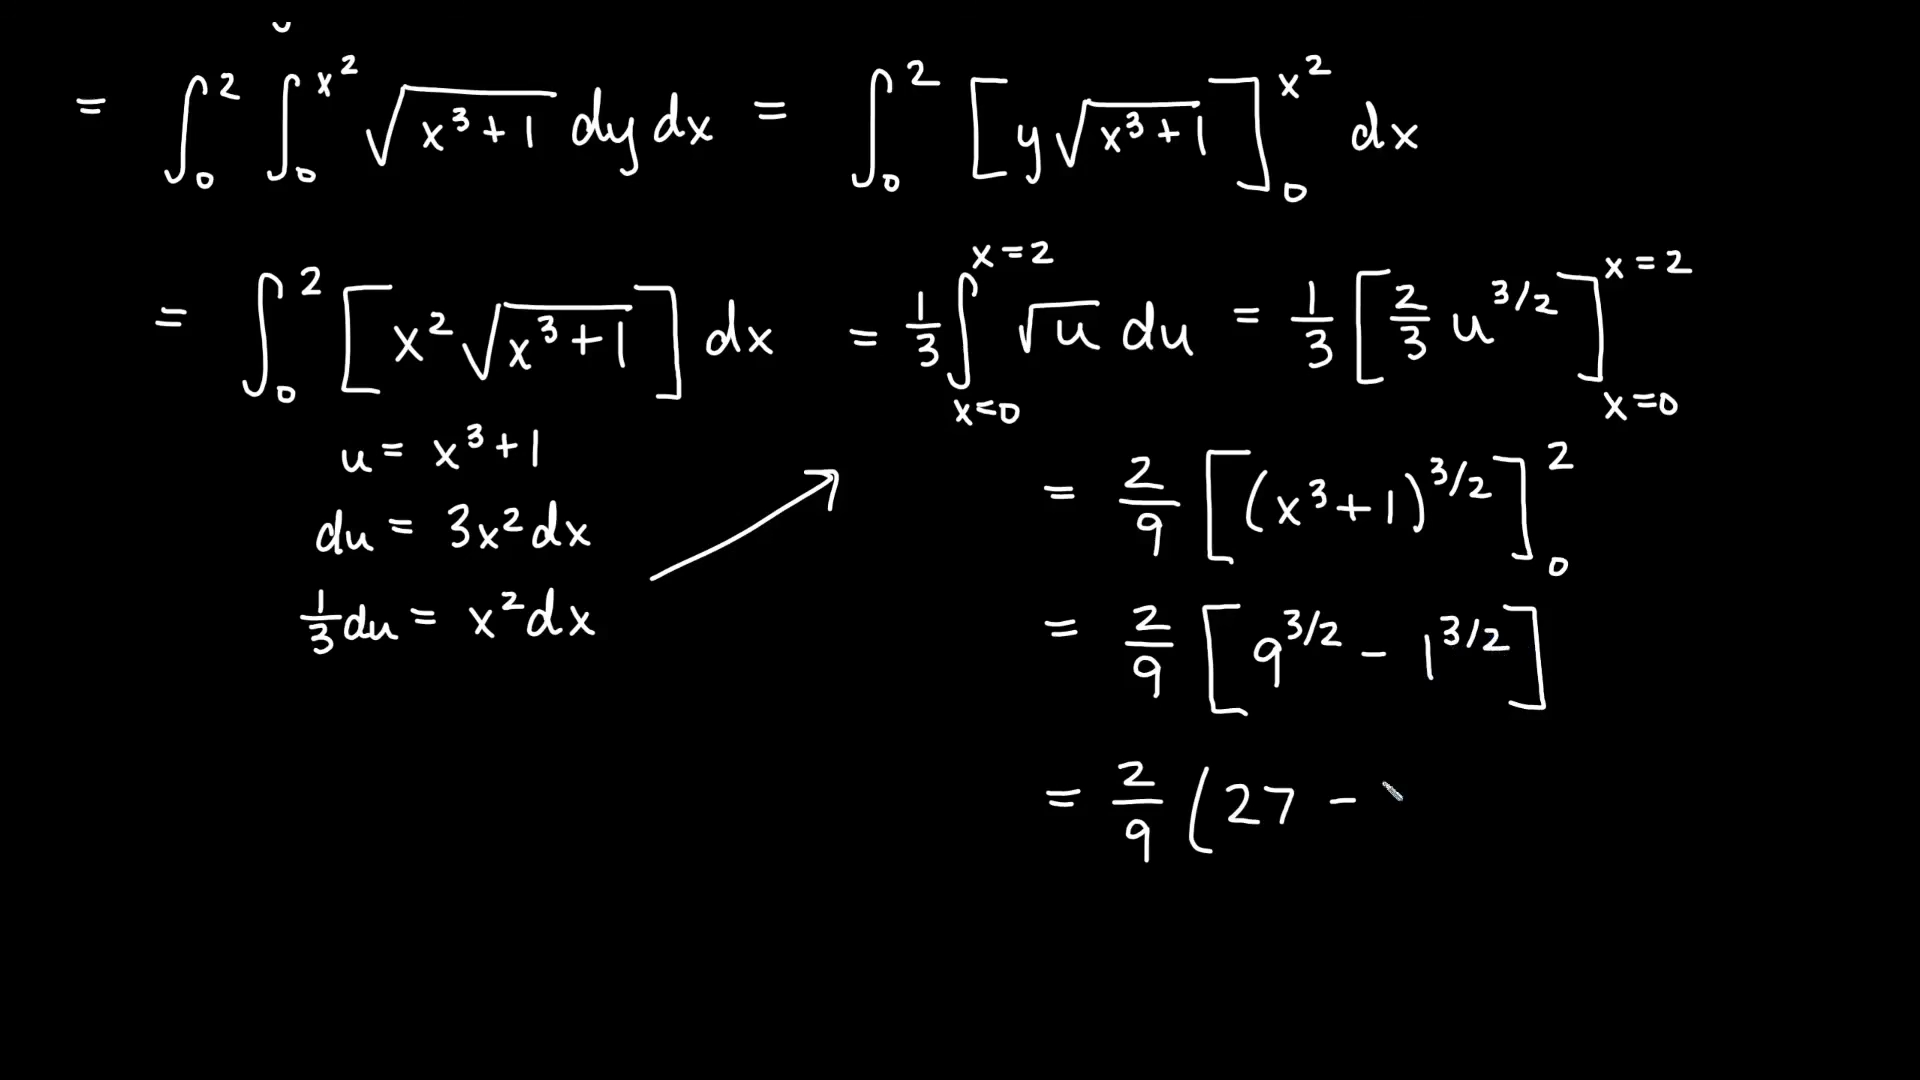 = ∫₀² ∫₀^{x²} √(x³+1) dy dx = ∫₀² [y√(x³+1)]₀^{x²} dx
= ∫₀² [x²√(x³+1)] dx = 1/3 ∫_{x=0}^{x=2} √u du = 1/3 [2/3 u^{3/2}]_{x=0}^{x=2}
u = x³+1
du = 3x²dx
1/3 du = x²dx
= 2/9 [(x³+1)^{3/2}]₀²
= 2/9 [9^{3/2} - 1^{3/2}]
= 2/9 (27 -